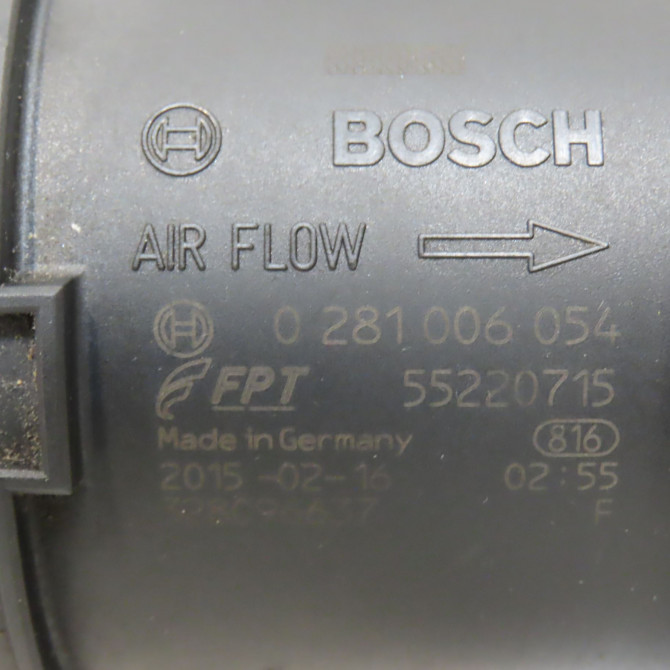 BOSCH
AIR FLOW
0 281 006 054
FPT 55220715
Made in Germany 816
2015-02-16 02:55
F